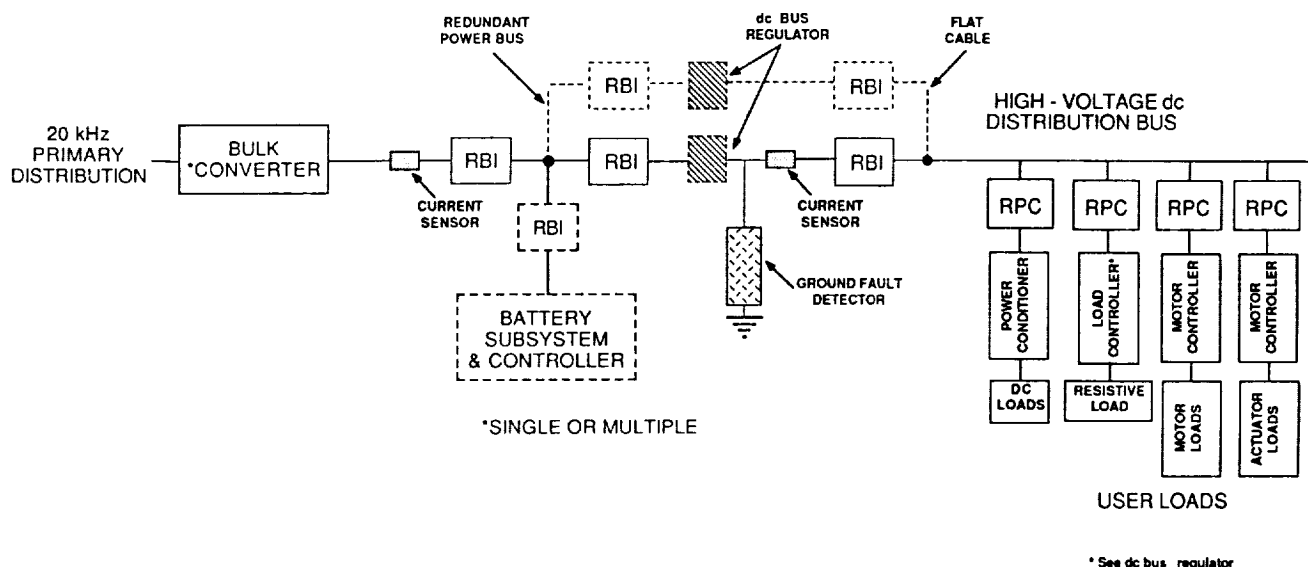 REDUNDANT
POWER BUS
dc BUS
REGULATOR
FLAT
CABLE
RBI
RBI
HIGH - VOLTAGE dc
DISTRIBUTION BUS
20 kHz
PRIMARY
DISTRIBUTION
BULK
*CONVERTER
RBI
RBI
RBI
CURRENT
SENSOR
CURRENT
SENSOR
RBI
RPC
RPC
RPC
RPC
GROUND FAULT
DETECTOR
POWER
CONDITIONER
LOAD
CONTROLLER*
MOTOR
CONTROLLER
MOTOR
CONTROLLER
BATTERY
SUBSYSTEM
& CONTROLLER
DC
LOADS
RESISTIVE
LOAD
MOTOR
LOADS
ACTUATOR
LOADS
*SINGLE OR MULTIPLE
USER LOADS
* See dc bus regulator